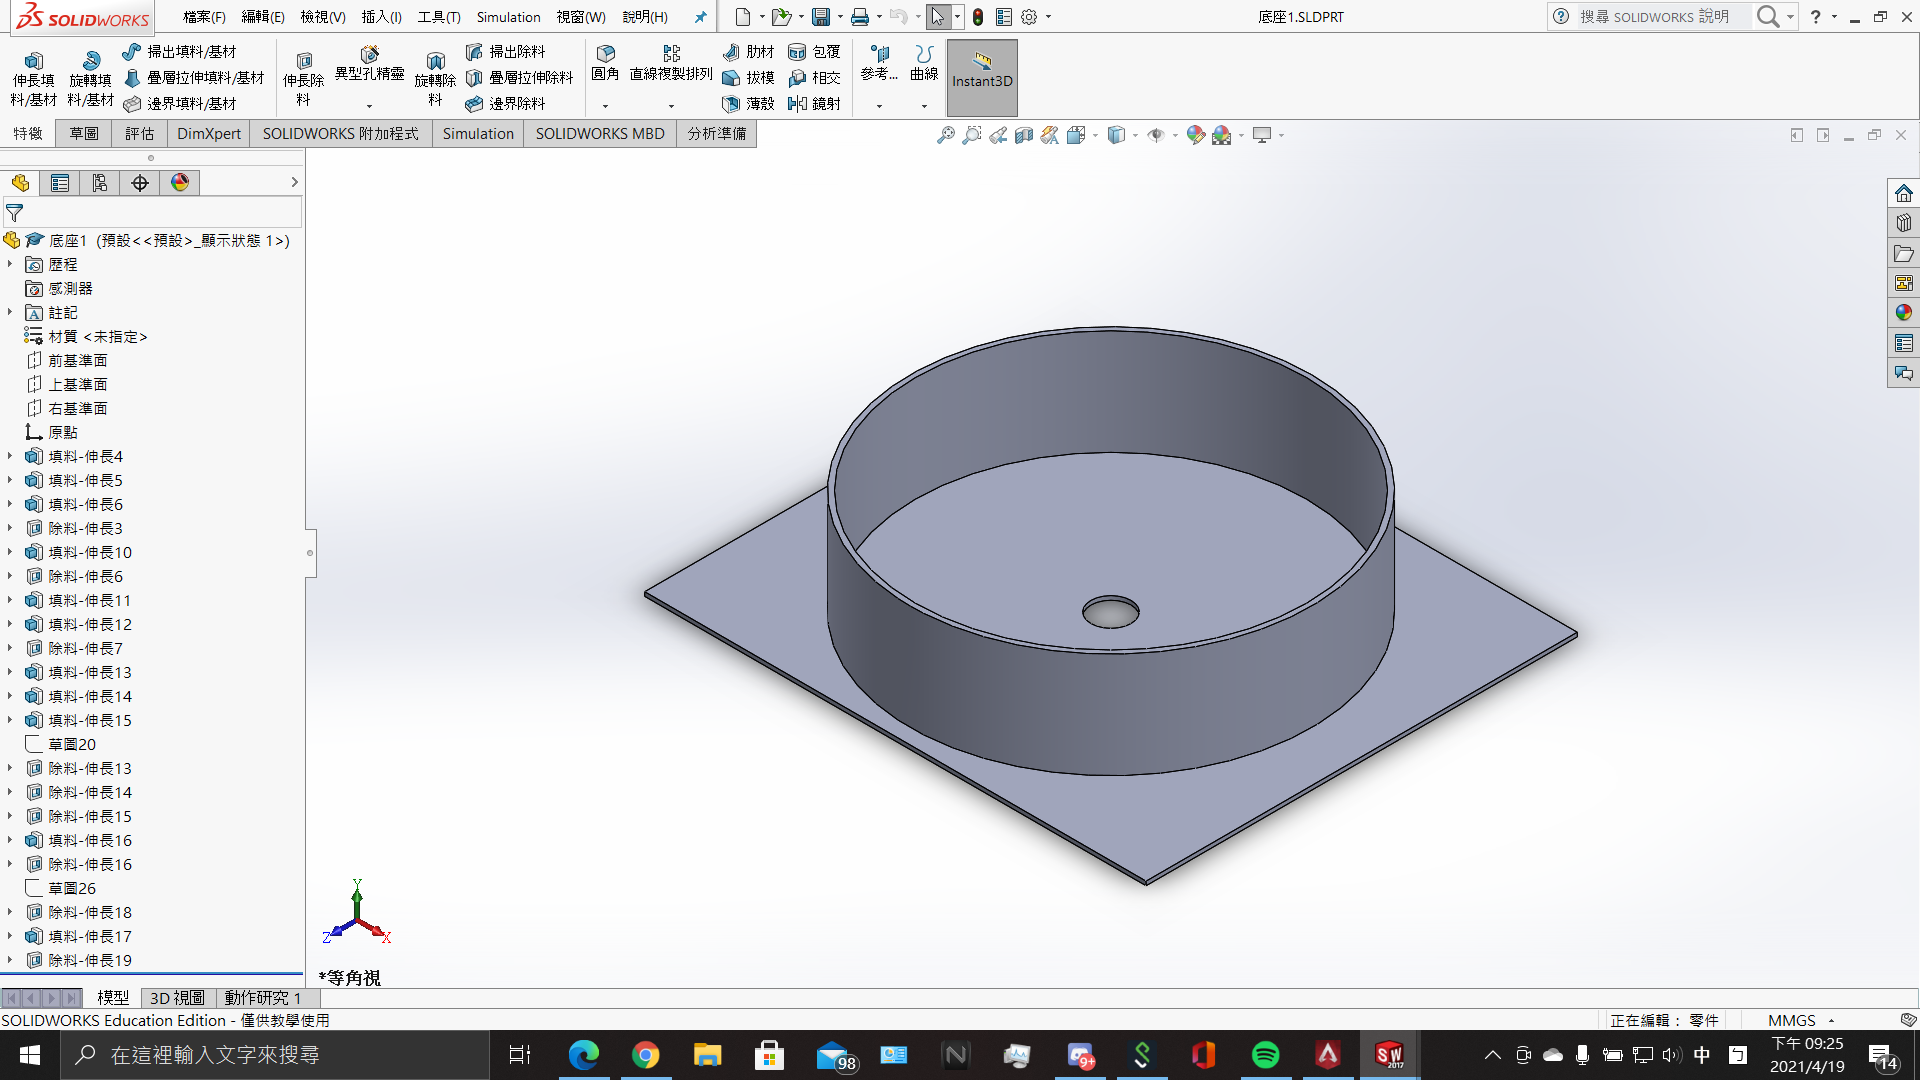 SOLIDWORKS 檔案(F) 編輯(E) 檢視(V) 插入(I) 工具(T) Simulation 視窗(W) 說明(H) 底座1.SLDPRT 搜尋 SOLIDWORKS 說明
伸長填料/基材
旋轉填料/基材
掃出填料/基材
疊層拉伸填料/基材
邊界填料/基材
伸長除料
異型孔精靈
旋轉除料
掃出除料
疊層拉伸除料
邊界除料
圓角
直線複製排列
肋材
拔模
薄殼
包覆
相交
鏡射
參考...
曲線
Instant3D
特徵 草圖 評估 DimXpert SOLIDWORKS 附加程式 Simulation SOLIDWORKS MBD 分析準備
底座1 (預設<<預設>_顯示狀態 1>)
歷程
感測器
註記
材質 <未指定>
前基準面
上基準面
右基準面
原點
填料-伸長4
填料-伸長5
填料-伸長6
除料-伸長3
填料-伸長10
除料-伸長6
填料-伸長11
填料-伸長12
除料-伸長7
填料-伸長13
填料-伸長14
填料-伸長15
草圖20
除料-伸長13
除料-伸長14
除料-伸長15
填料-伸長16
除料-伸長16
草圖26
除料-伸長18
填料-伸長17
除料-伸長19
Y
Z
X
*等角視
模型 3D 視圖 動作研究 1
SOLIDWORKS Education Edition - 僅供教學使用 正在編輯： 零件 MMGS
在這裡輸入文字來搜尋 98 9+ SW 2017 中 下午 09:25
2021/4/19 14